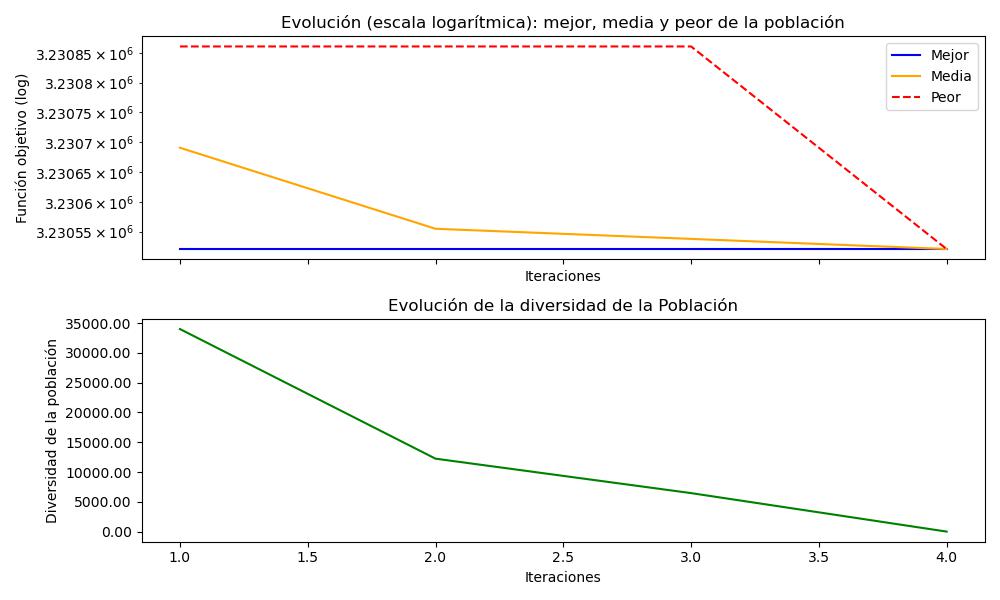 Evolución (escala logarítmica): mejor, media y peor de la población
Función objetivo (log)
3.23085 × 10⁶
3.2308 × 10⁶
3.23075 × 10⁶
3.2307 × 10⁶
3.23065 × 10⁶
3.2306 × 10⁶
3.23055 × 10⁶
Mejor
Media
Peor
Iteraciones
Evolución de la diversidad de la Población
Diversidad de la población
35000.00
30000.00
25000.00
20000.00
15000.00
10000.00
5000.00
0.00
1.0 1.5 2.0 2.5 3.0 3.5 4.0
Iteraciones